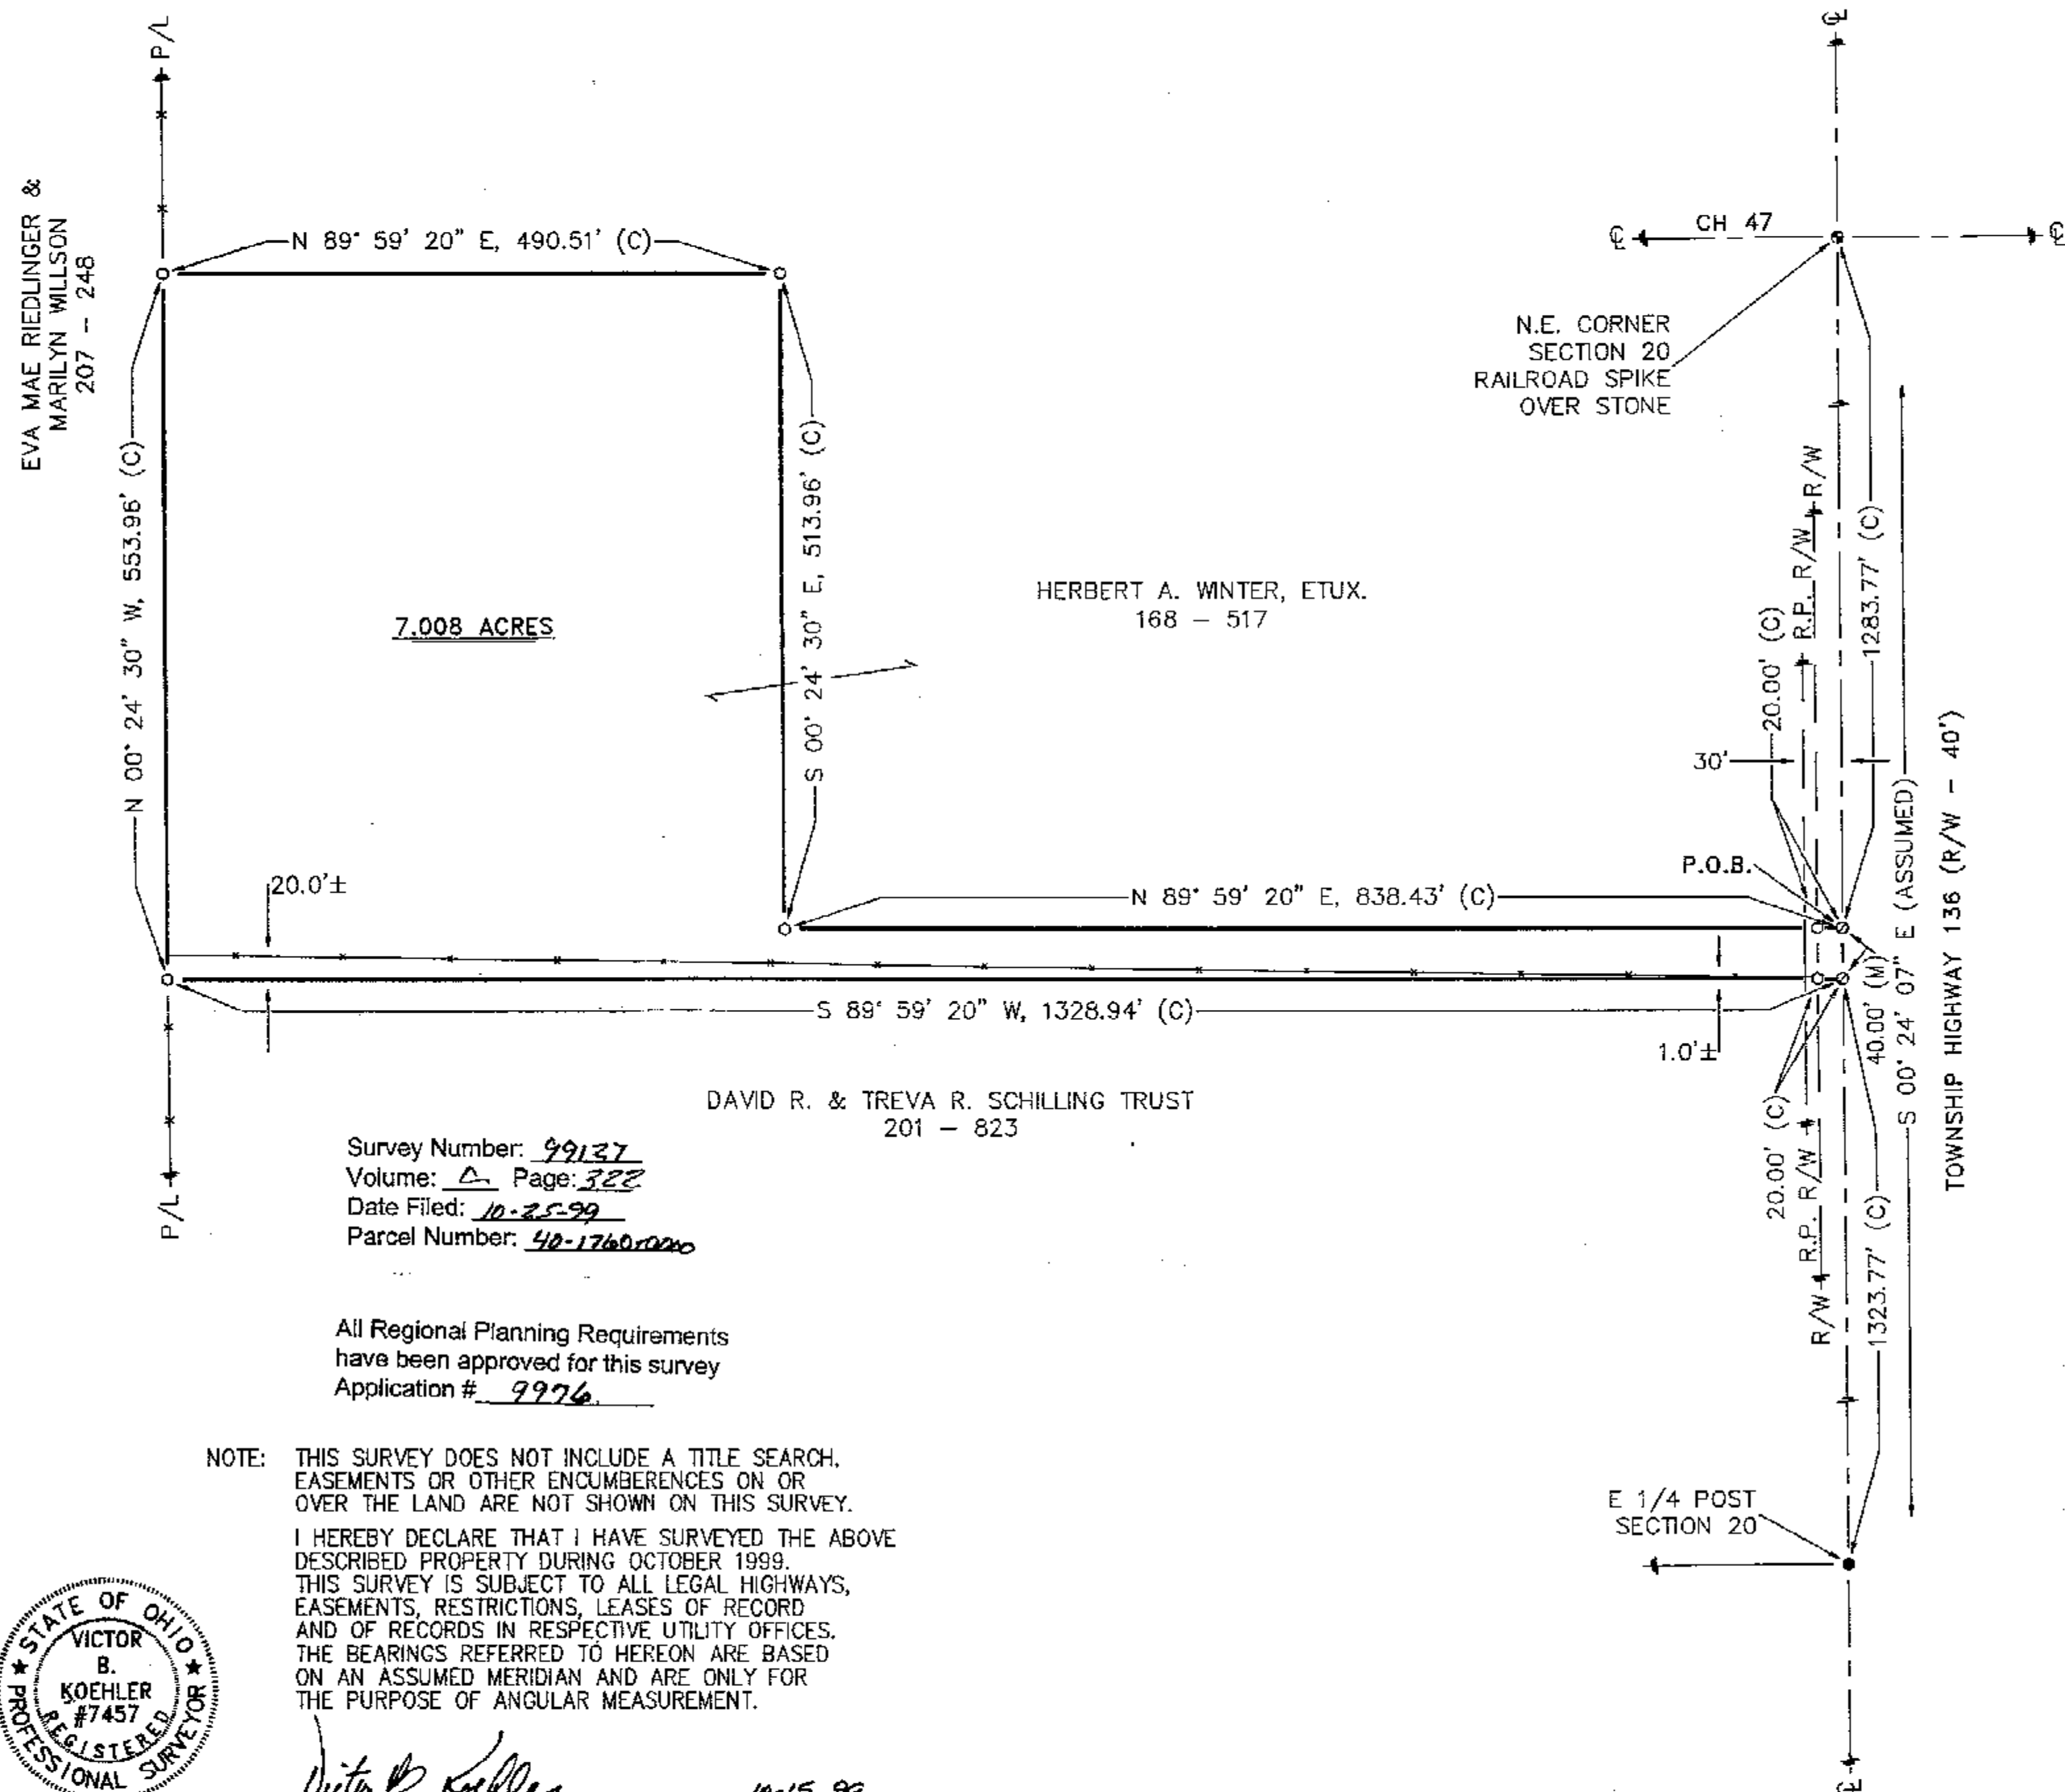 P/L
℄
EVA MAE RIEDLINGER &
MARILYN WILLSON
207 - 248
N 89° 59' 20" E, 490.51' (C)
℄
CH 47
℄
N.E. CORNER
SECTION 20
RAILROAD SPIKE
OVER STONE
N 00° 24' 30" W, 553.96' (C)
S 00° 24' 30" E, 513.96' (C)
7.008 ACRES
HERBERT A. WINTER, ETUX.
168 - 517
R/W
R.P. R/W
20.00' (C)
1283.77' (C)
30'
S 00° 24' 07" E (ASSUMED)
TOWNSHIP HIGHWAY 136 (R/W - 40')
P.O.B.
20.0'±
N 89° 59' 20" E, 838.43' (C)
S 89° 59' 20" W, 1328.94' (C)
1.0'±
40.00' (M)
20.00' (C)
R.P. R/W
R/W
1323.77' (C)
DAVID R. & TREVA R. SCHILLING TRUST
201 - 823
P/L
Survey Number: 99127
Volume: Page: 322
Date Filed: 10-25-99
Parcel Number: 40-176000000
All Regional Planning Requirements
have been approved for this survey
Application # 9976
NOTE: THIS SURVEY DOES NOT INCLUDE A TITLE SEARCH.
EASEMENTS OR OTHER ENCUMBERENCES ON OR
OVER THE LAND ARE NOT SHOWN ON THIS SURVEY.
I HEREBY DECLARE THAT I HAVE SURVEYED THE ABOVE
DESCRIBED PROPERTY DURING OCTOBER 1999.
THIS SURVEY IS SUBJECT TO ALL LEGAL HIGHWAYS,
EASEMENTS, RESTRICTIONS, LEASES OF RECORD
AND OF RECORDS IN RESPECTIVE UTILITY OFFICES.
THE BEARINGS REFERRED TO HEREON ARE BASED
ON AN ASSUMED MERIDIAN AND ARE ONLY FOR
THE PURPOSE OF ANGULAR MEASUREMENT.
E 1/4 POST
SECTION 20
STATE OF OHIO
VICTOR
B.
KOEHLER
#7457
REGISTERED
PROFESSIONAL SURVEYOR
Victor B Koehler
10-15-99
℄